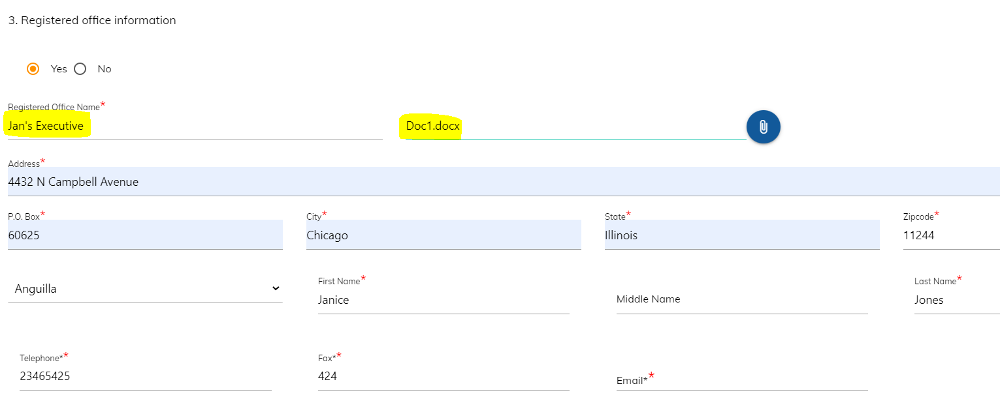 3. Registered office information
Yes No
Registered Office Name*
Jan's Executive Doc1.docx
Address*
4432 N Campbell Avenue
P.O. Box* City* State* Zipcode*
60625 Chicago Illinois 11244
First Name* Last Name*
Anguilla Janice Middle Name Jones
Telephone** Fax**
23465425 424 Email**